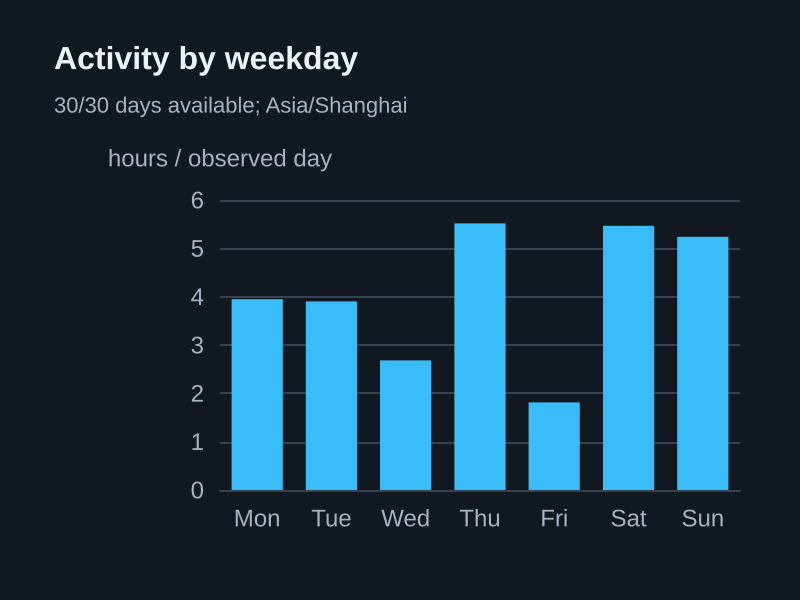 Activity by weekday
30/30 days available; Asia/Shanghai
hours / observed day
6
5
4
3
2
1
0
Mon Tue Wed Thu Fri Sat Sun